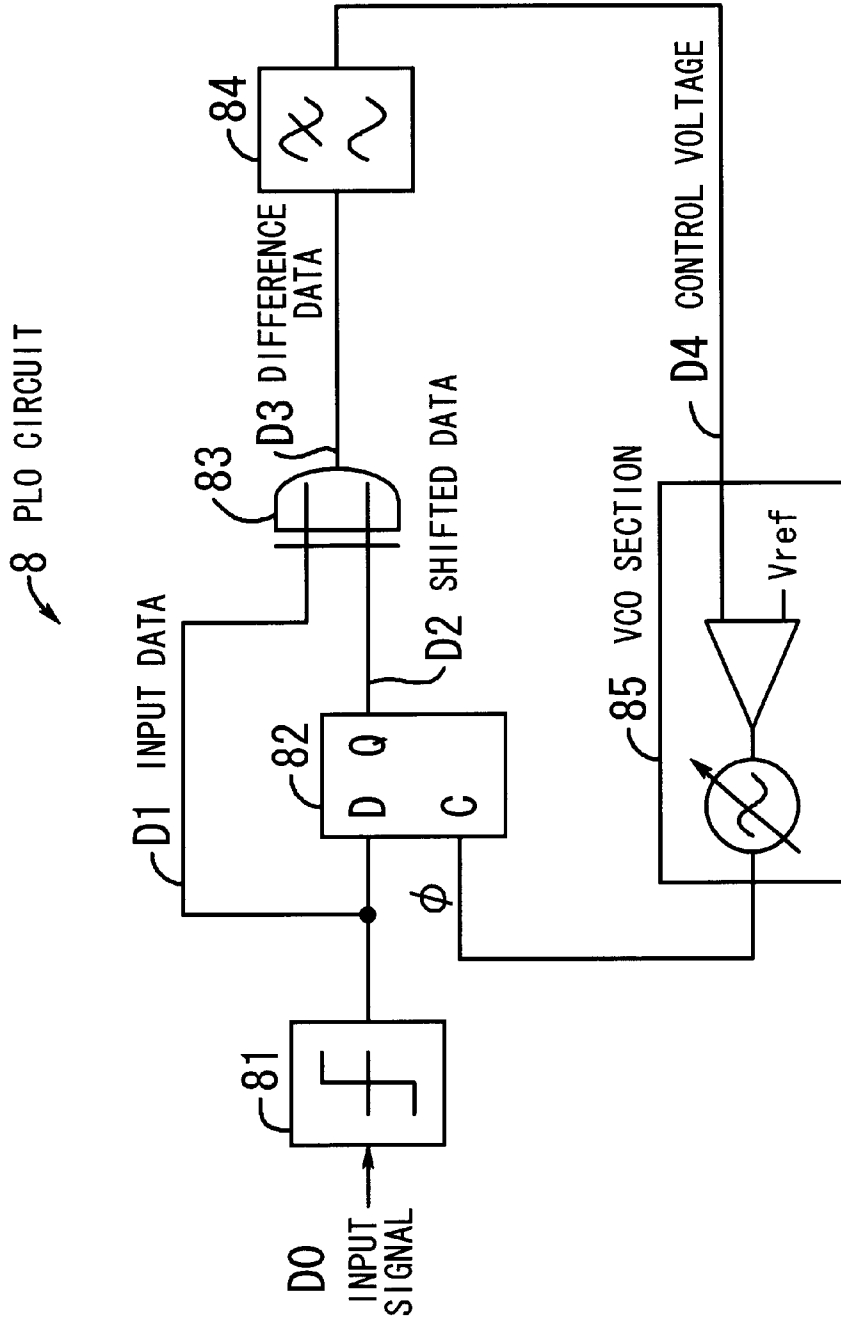 8 PLO CIRCUIT
D0
INPUT
SIGNAL
81
D1 INPUT DATA
82
D Q
C
φ
83
D2 SHIFTED DATA
D3 DIFFERENCE
DATA
84
D4 CONTROL VOLTAGE
85 VCO SECTION
Vref